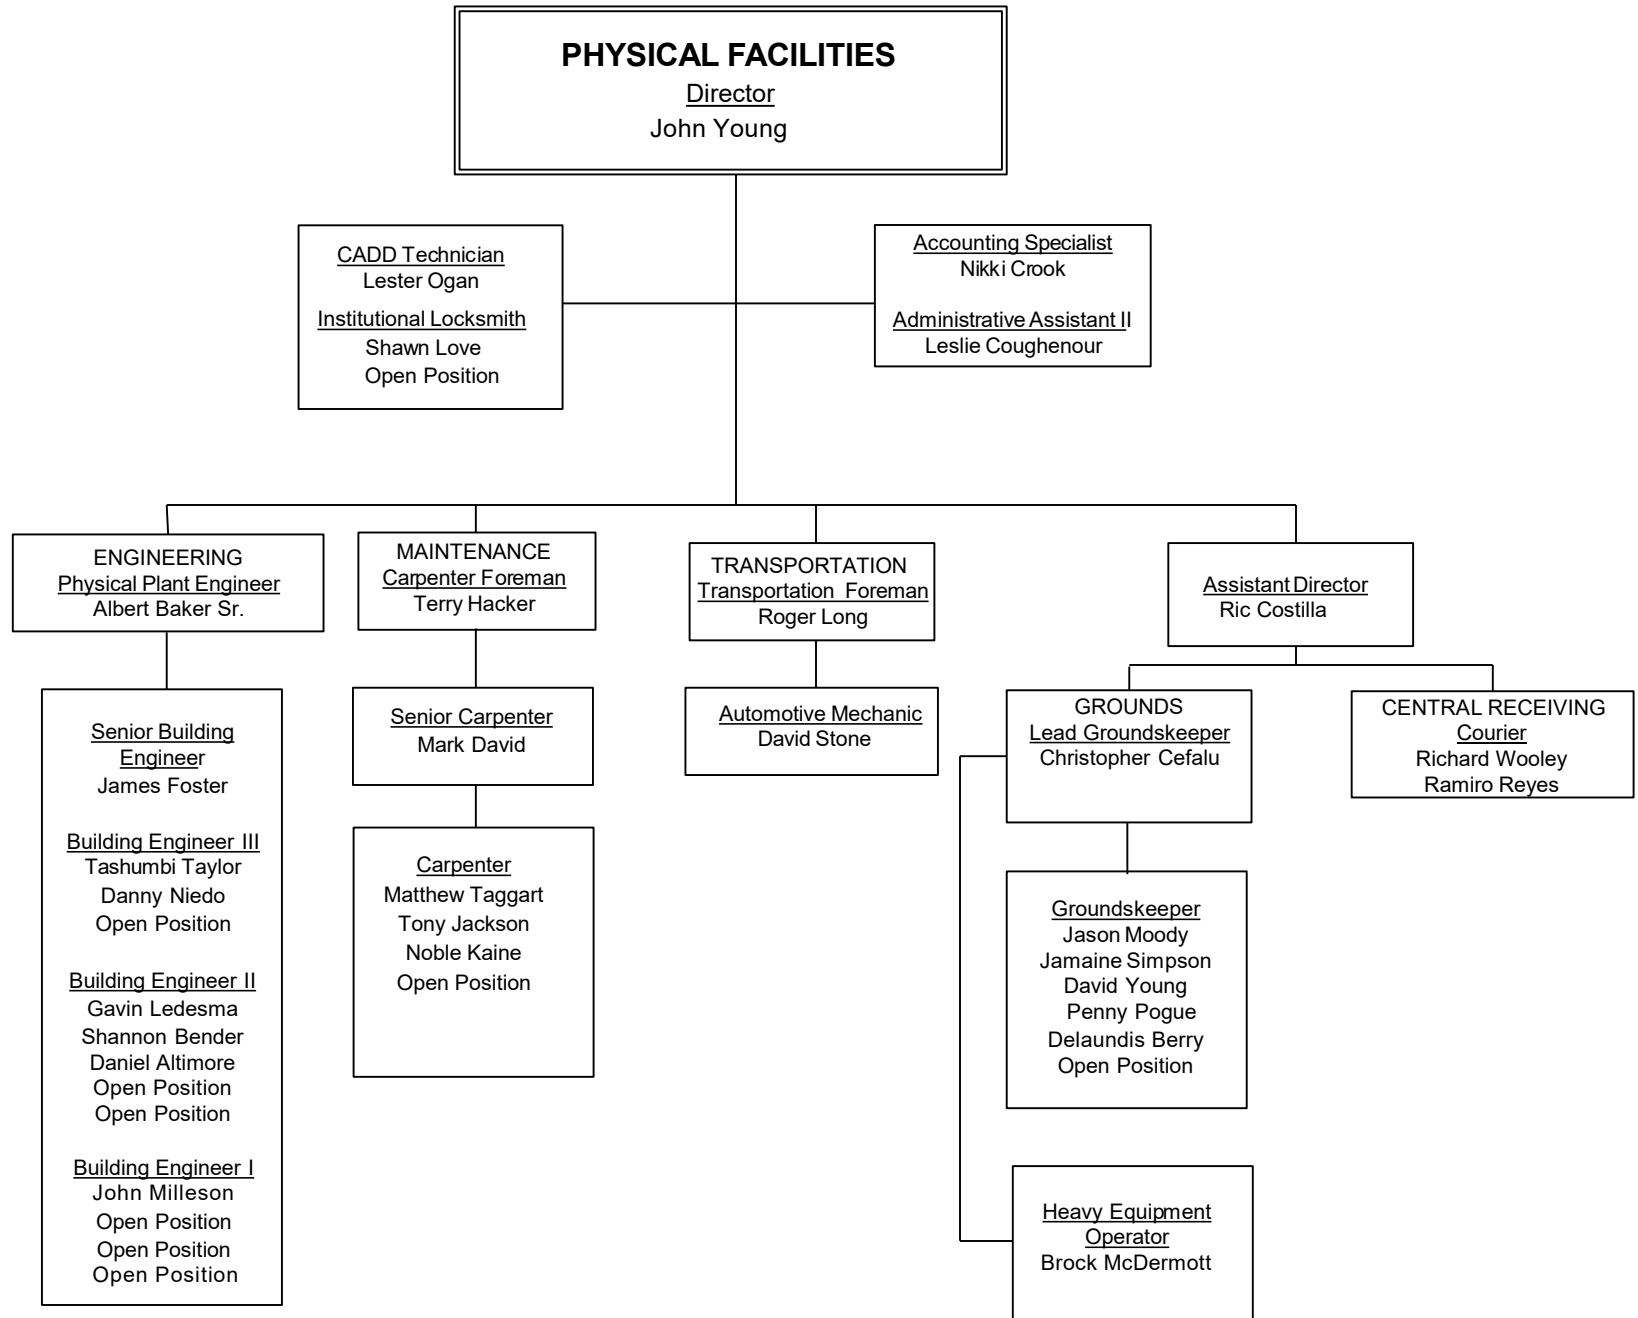 PHYSICAL FACILITIES
Director
John Young
CADD Technician
Lester Ogan
Institutional Locksmith
Shawn Love
Open Position
Accounting Specialist
Nikki Crook
Administrative Assistant II
Leslie Coughenour
ENGINEERING
Physical Plant Engineer
Albert Baker Sr.
MAINTENANCE
Carpenter Foreman
Terry Hacker
TRANSPORTATION
Transportation Foreman
Roger Long
Assistant Director
Ric Costilla
Senior Building
Engineer
James Foster
Building Engineer III
Tashumbi Taylor
Danny Niedo
Open Position
Building Engineer II
Gavin Ledesma
Shannon Bender
Daniel Altimore
Open Position
Open Position
Building Engineer I
John Milleson
Open Position
Open Position
Open Position
Senior Carpenter
Mark David
Carpenter
Matthew Taggart
Tony Jackson
Noble Kaine
Open Position
Automotive Mechanic
David Stone
GROUNDS
Lead Groundskeeper
Christopher Cefalu
Groundskeeper
Jason Moody
Jamaine Simpson
David Young
Penny Pogue
Delaundis Berry
Open Position
Heavy Equipment
Operator
Brock McDermott
CENTRAL RECEIVING
Courier
Richard Wooley
Ramiro Reyes